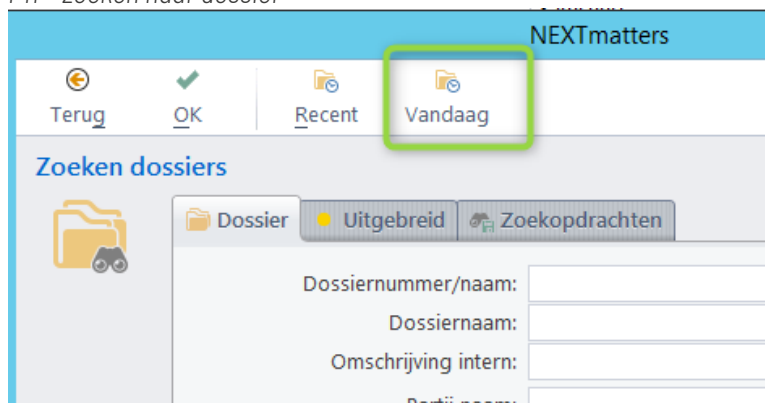 NEXTmatters
Terug OK Recent Vandaag
Zoeken dossiers
Dossier Uitgebreid Zoekopdrachten
Dossiernummer/naam:
Dossiernaam:
Omschrijving intern: